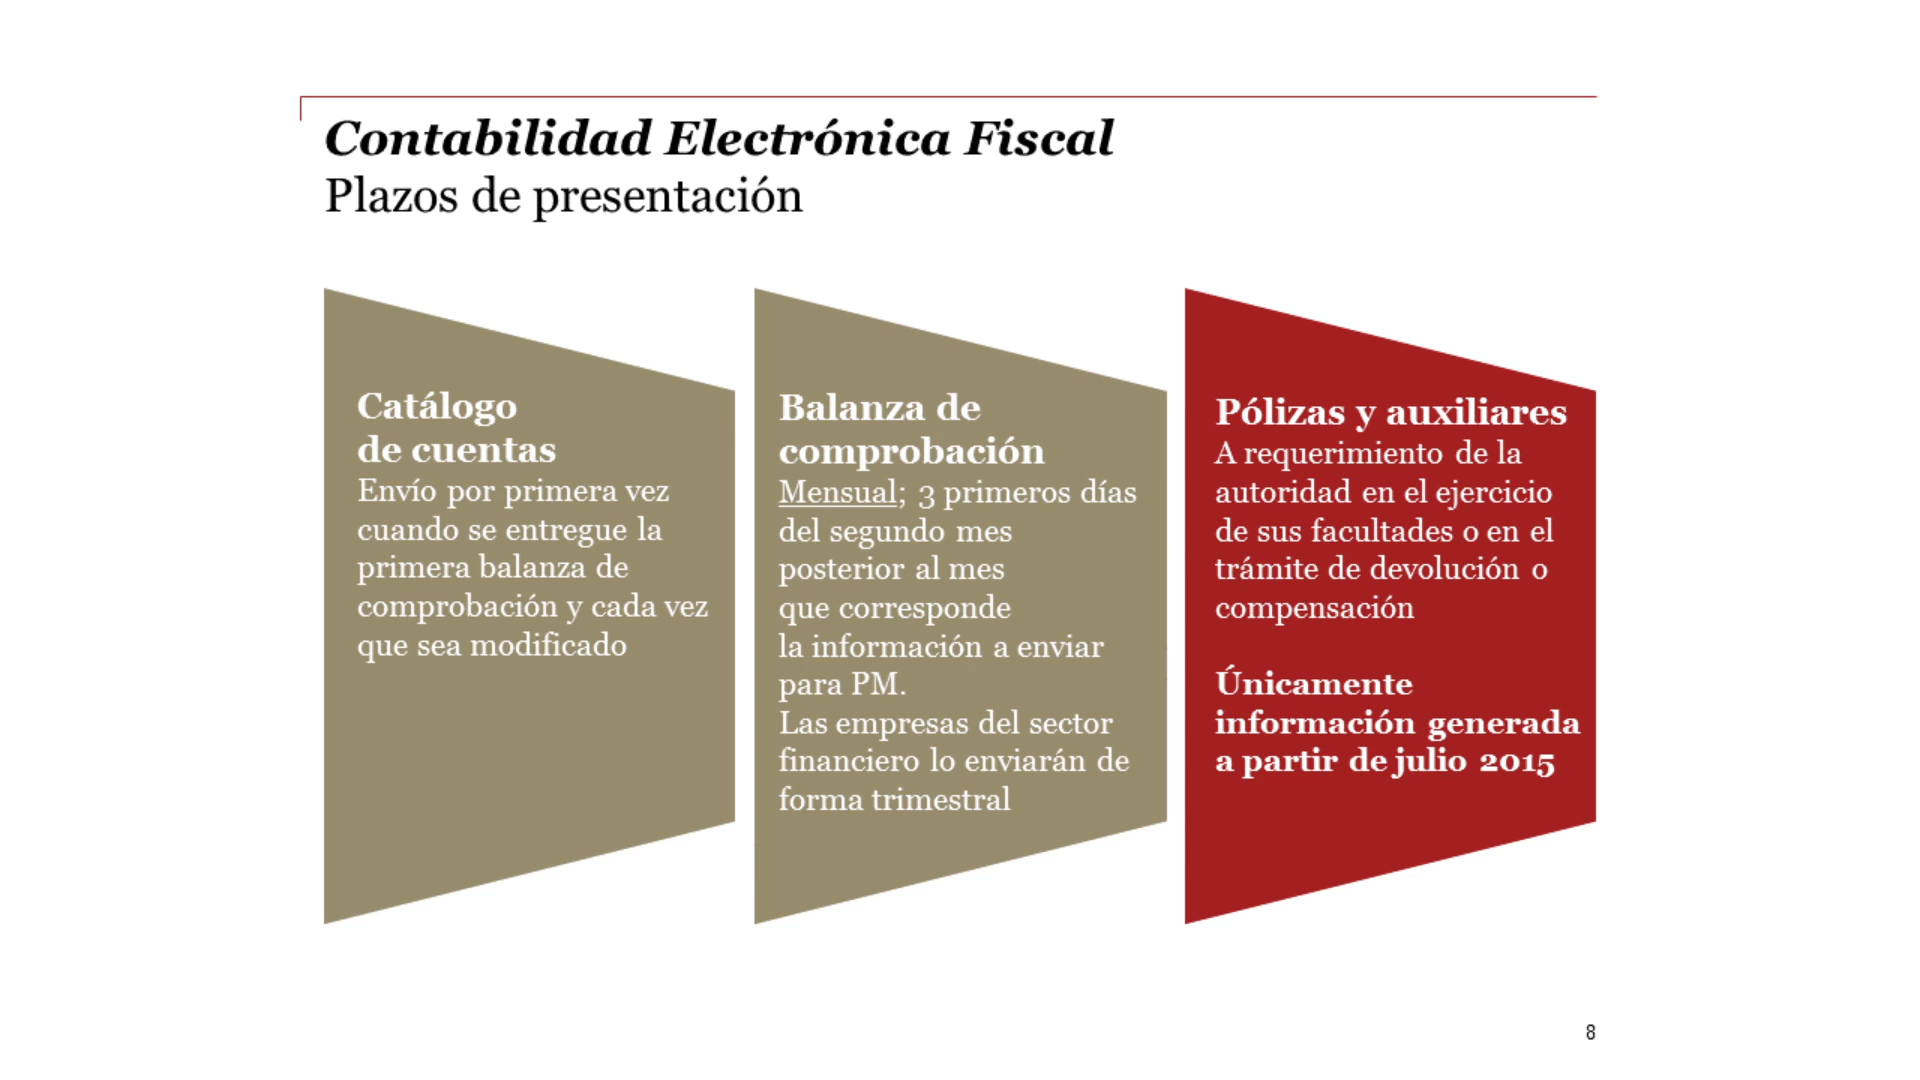 Contabilidad Electrónica Fiscal
Plazos de presentación
Catálogo
de cuentas
Envío por primera vez
cuando se entregue la
primera balanza de
comprobación y cada vez
que sea modificado
Balanza de
comprobación
Mensual; 3 primeros días
del segundo mes
posterior al mes
que corresponde
la información a enviar
para PM.
Las empresas del sector
financiero lo enviarán de
forma trimestral
Pólizas y auxiliares
A requerimiento de la
autoridad en el ejercicio
de sus facultades o en el
trámite de devolución o
compensación
Únicamente
información generada
a partir de julio 2015
8